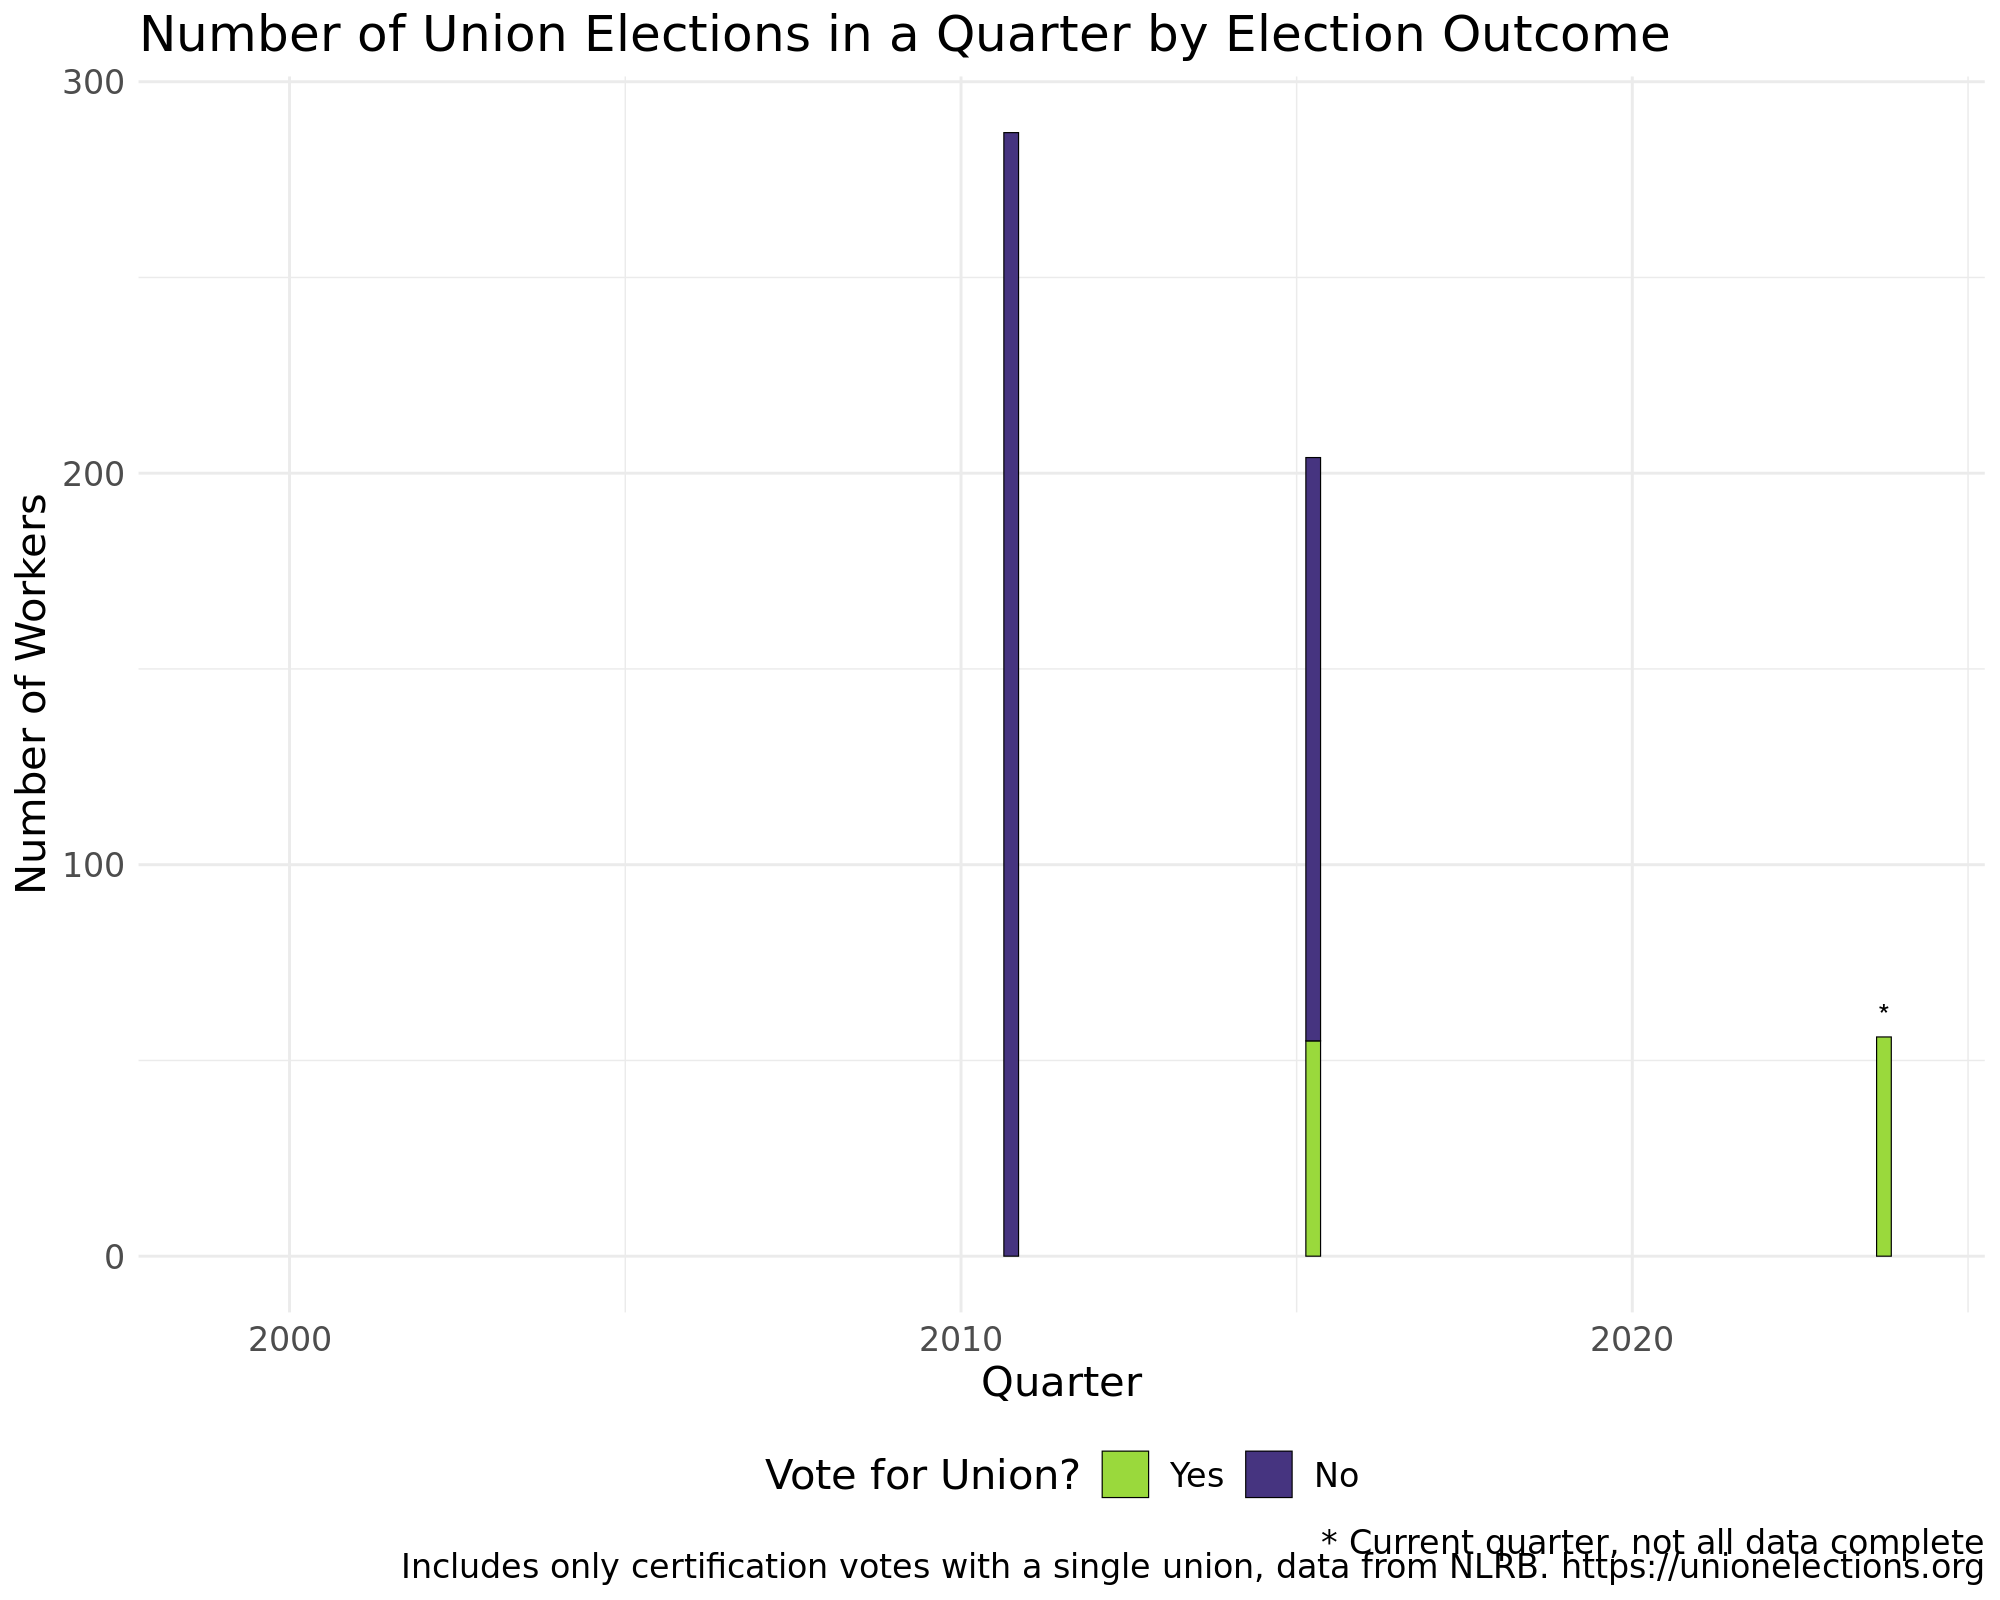 Number of Union Elections in a Quarter by Election Outcome
300
200
100
0
Number of Workers
*
2000
2010
2020
Quarter
Vote for Union?
Yes
No
* Current quarter, not all data complete
Includes only certification votes with a single union, data from NLRB. https://unionelections.org